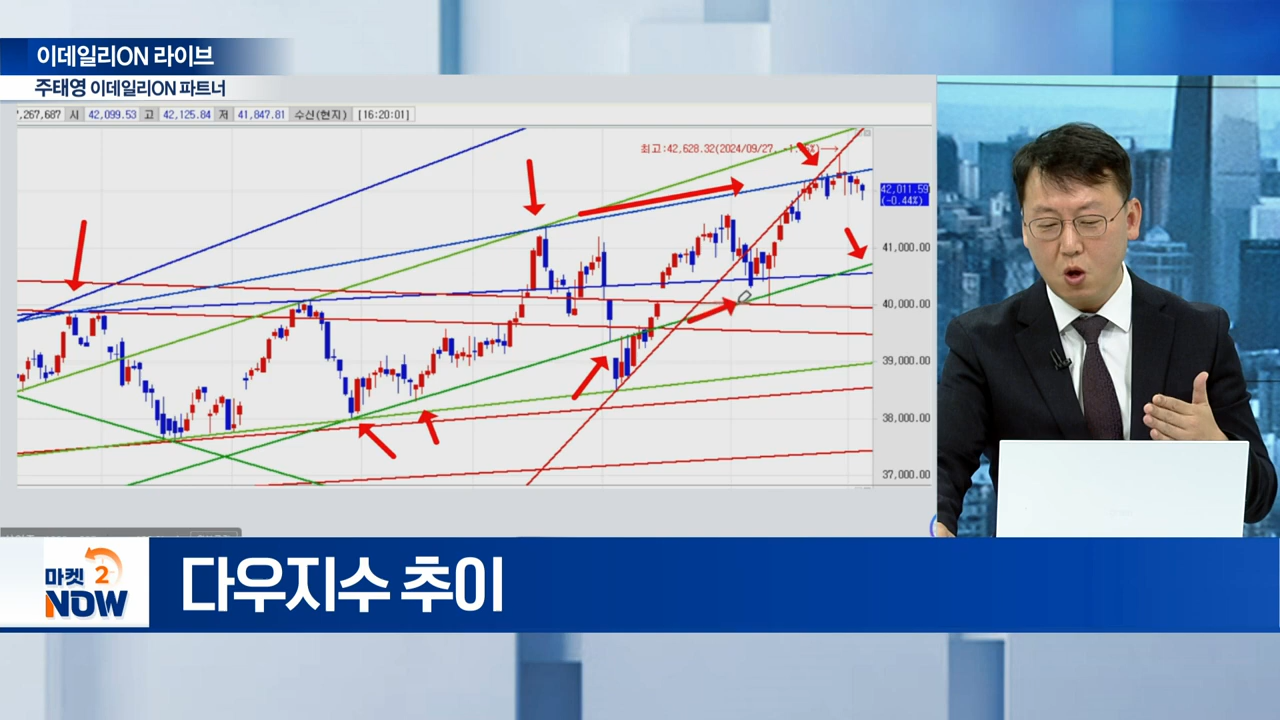 이데일리ON 라이브
주태영 이데일리ON 파트너
,267,687 시 42,099.53 고 42,125.84 저 41,847.81 수신(현지) [16:20:01]
최고:42,628.32(2024/09/27,
42,011.59
(-0.44%)
41,000.00
40,000.00
39,000.00
38,000.00
37,000.00
마켓 2
NOW
다우지수 추이